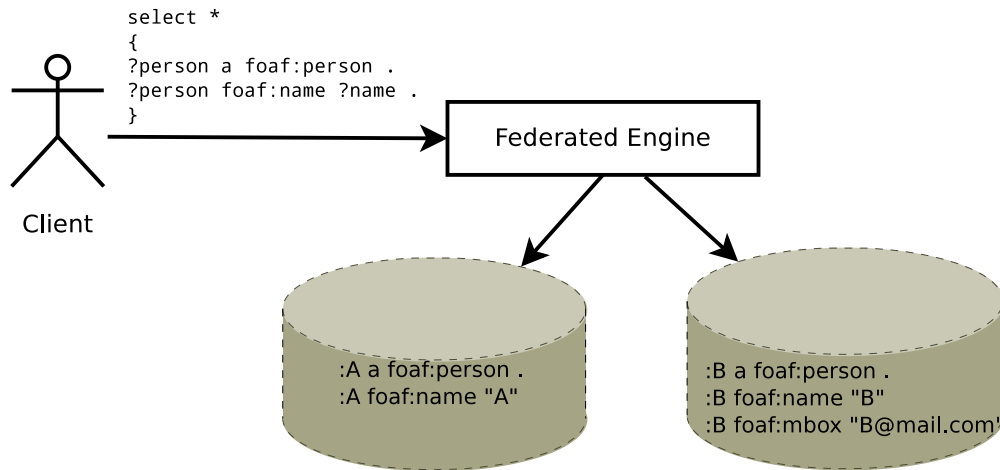 select *
{
?person a foaf:person .
?person foaf:name ?name .
}
Federated Engine
Client
:A a foaf:person .
:A foaf:name "A"
:B a foaf:person .
:B foaf:name "B"
:B foaf:mbox "B@mail.com"